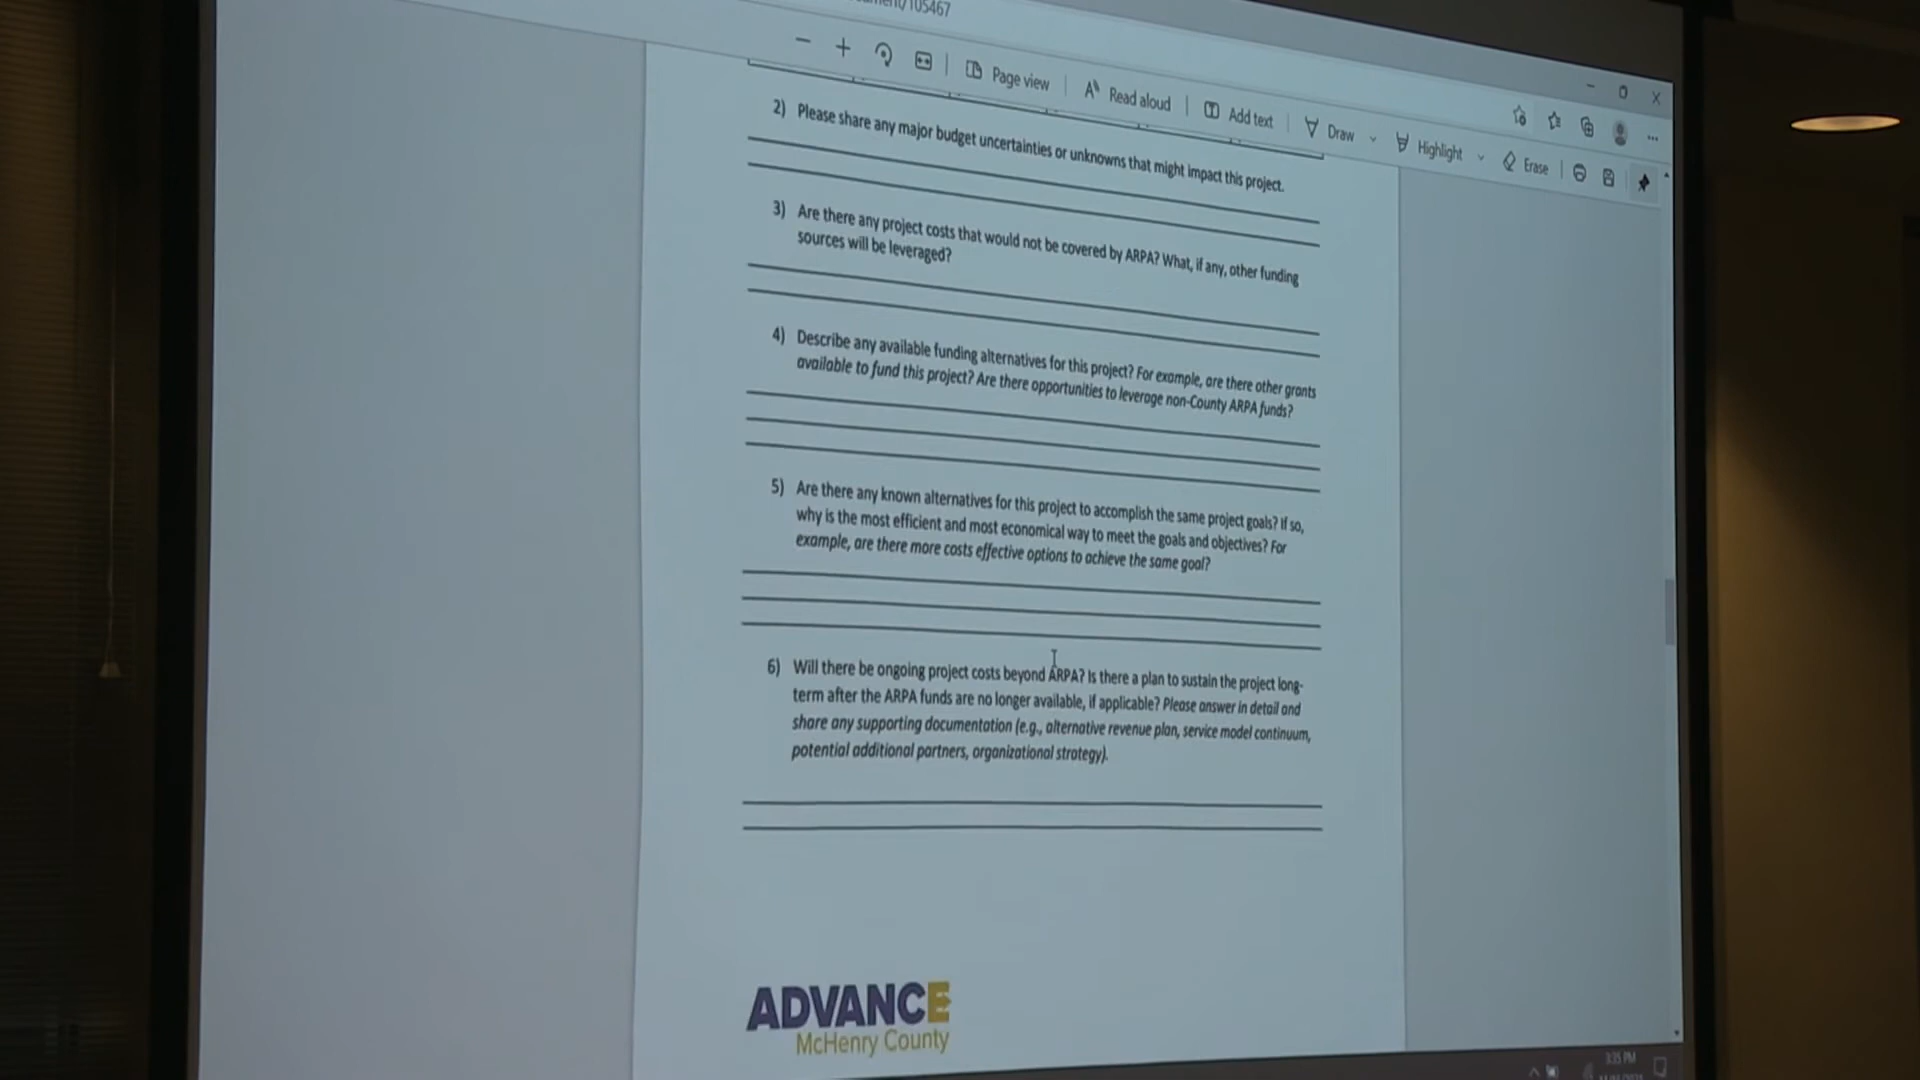 ment/105467
Page view
Read aloud
Add text
Draw
Highlight
Erase
2) Please share any major budget uncertainties or unknowns that might impact this project.
3) Are there any project costs that would not be covered by ARPA? What, if any, other funding
sources will be leveraged?
4) Describe any available funding alternatives for this project? For example, are there other grants
available to fund this project? Are there opportunities to leverage non-County ARPA funds?
5) Are there any known alternatives for this project to accomplish the same project goals? If so,
why is the most efficient and most economical way to meet the goals and objectives? For
example, are there more costs effective options to achieve the same goal?
6) Will there be ongoing project costs beyond ARPA? Is there a plan to sustain the project long-
term after the ARPA funds are no longer available, if applicable? Please answer in detail and
share any supporting documentation (e.g., alternative revenue plan, service model continuum,
potential additional partners, organizational strategy).
ADVANCE
McHenry County
3:35 PM